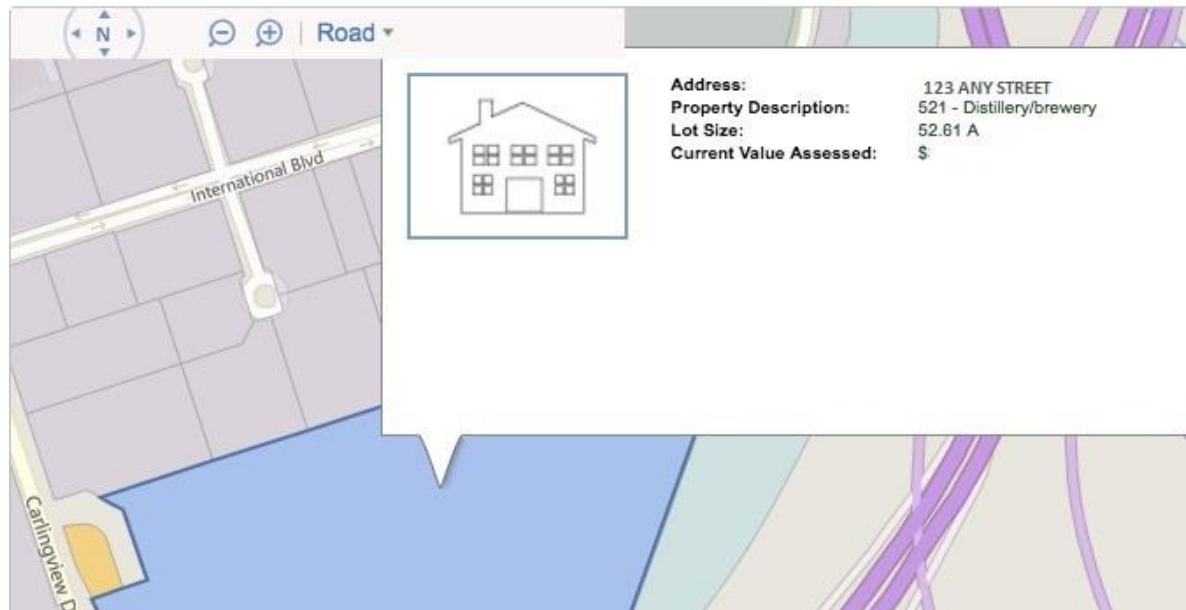 N
Road
Address: 123 ANY STREET
Property Description: 521 - Distillery/brewery
Lot Size: 52.61 A
Current Value Assessed: $
International Blvd
Carlingview D